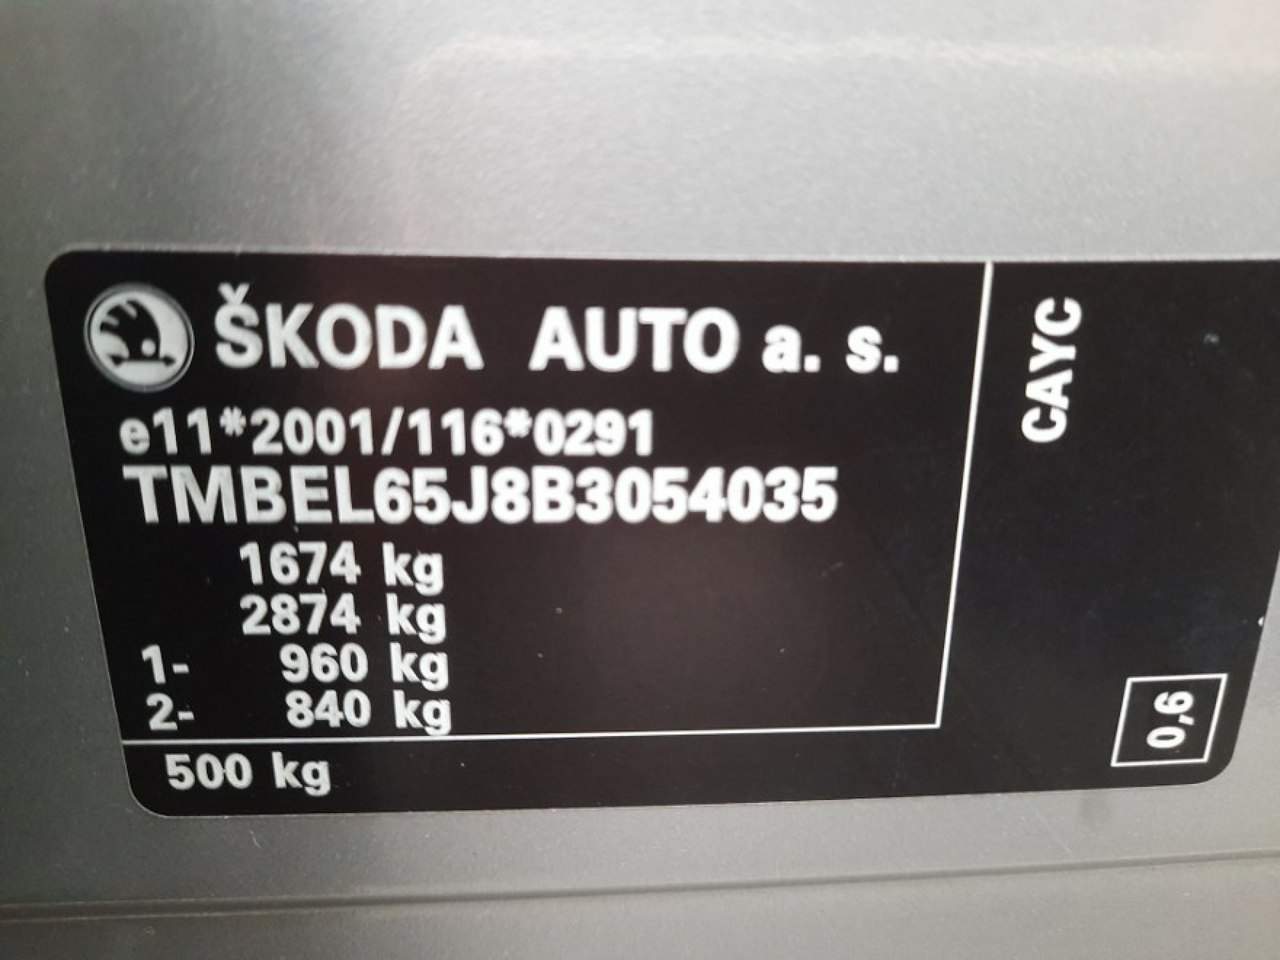 ŠKODA AUTO a. s.
e11*2001/116*0291
TMBEL65J8B3054035
1674 kg
2874 kg
1- 960 kg
2- 840 kg
500 kg
CAYC
0,6